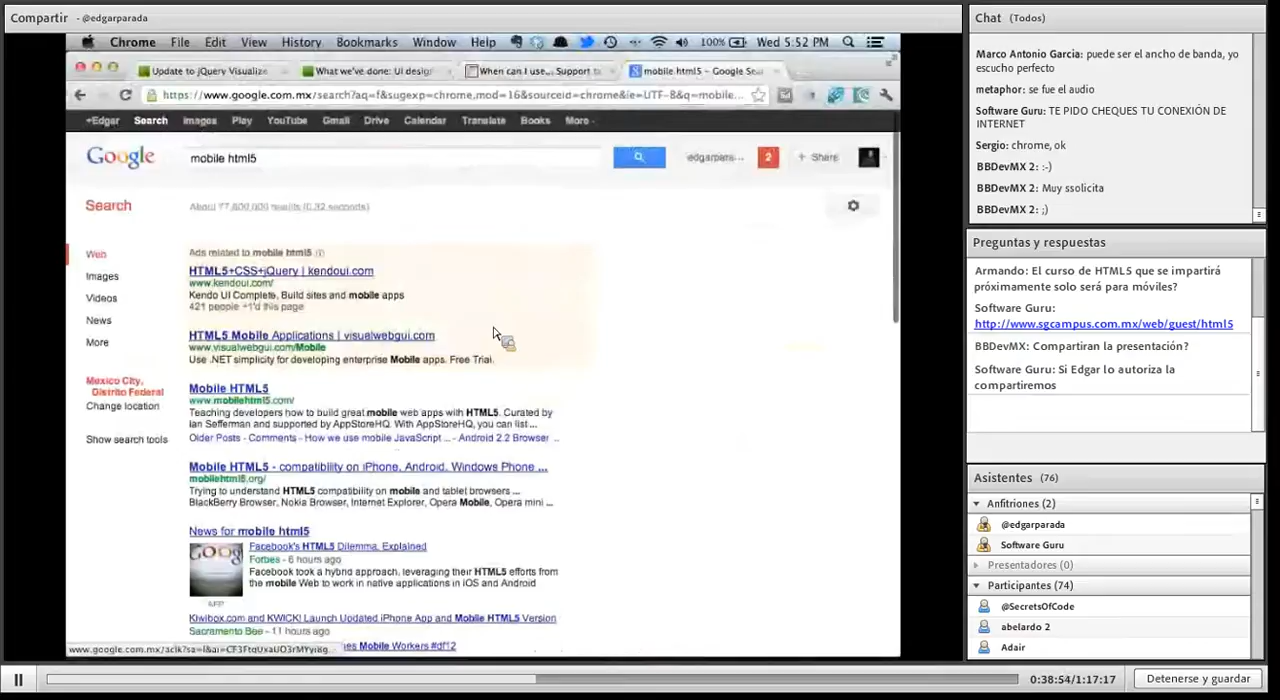 Compartir - @edgarparada
Chrome File Edit View History Bookmarks Window Help 100% Wed 5:52 PM
Update to jQuery Visualize What we've done: UI design When can I use... Support to mobile html5 - Google Sea
https://www.google.com.mx/search?aq=f&sugexp=chrome,mod=16&sourceid=chrome&ie=UTF-8&q=mobile...
+Edgar Search Images Play YouTube Gmail Drive Calendar Translate Books More
Google mobile html5 edgarpara... 2 + Share
Search About 77,800,000 results (0.32 seconds)
Web
Images
Videos
News
More
Mexico City,
Distrito Federal
Change location
Show search tools
Ads related to mobile html5
HTML5+CSS+jQuery | kendoui.com
www.kendoui.com/
Kendo UI Complete, Build sites and mobile apps
421 people +1'd this page
HTML5 Mobile Applications | visualwebgui.com
www.visualwebgui.com/Mobile
Use .NET simplicity for developing enterprise Mobile apps. Free Trial.
Mobile HTML5
www.mobilehtml5.com/
Teaching developers how to build great mobile web apps with HTML5. Curated by
Ian Sefferman and supported by AppStoreHQ. With AppStoreHQ, you can list...
Older Posts - Comments - How we use mobile JavaScript ... - Android 2.2 Browser ...
Mobile HTML5 - compatibility on iPhone, Android, Windows Phone ...
mobilehtml5.org/
Trying to understand HTML5 compatibility on mobile and tablet browsers ...
BlackBerry Browser, Nokia Browser, Internet Explorer, Opera Mobile, Opera mini ...
News for mobile html5
Facebook's HTML5 Dilemma, Explained
Forbes - 6 hours ago
Facebook took a hybrid approach, leveraging their HTML5 efforts from
the mobile Web to work in native applications in iOS and Android
Kiwibox.com and KWICK! Launch Updated iPhone App and Mobile HTML5 Version
Sacramento Bee - 11 hours ago
Mobile Workers #df12
Chat (Todos)
Marco Antonio Garcia: puede ser el ancho de banda, yo
escucho perfecto
metaphor: se fue el audio
Software Guru: TE PIDO CHEQUES TU CONEXIÓN DE
INTERNET
Sergio: chrome, ok
BBDevMX 2: :-)
BBDevMX 2: Muy ssolicita
BBDevMX 2: ;)
Preguntas y respuestas
Armando: El curso de HTML5 que se impartirá
próximamente solo será para móviles?
Software Guru:
http://www.sgcampus.com.mx/web/guest/html5
BBDevMX: Compartiran la presentación?
Software Guru: Si Edgar lo autoriza la
compartiremos
Asistentes (76)
Anfitriones (2)
@edgarparada
Software Guru
Presentadores (0)
Participantes (74)
@SecretsOfCode
abelardo 2
Adair
0:38:54/1:17:17 Detenerse y guardar